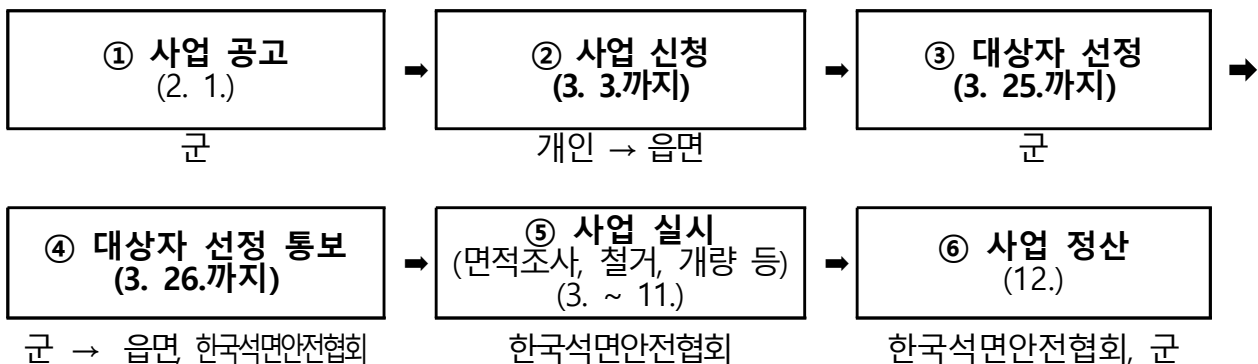 ① 사업 공고
(2. 1.)
군
➡
② 사업 신청
(3. 3.까지)
개인 → 읍면
➡
③ 대상자 선정
(3. 25.까지)
군
➡
④ 대상자 선정 통보
(3. 26.까지)
군 → 읍면, 한국석면안전협회
➡
⑤ 사업 실시
(면적조사, 철거, 개량 등)
(3. ~ 11.)
한국석면안전협회
➡
⑥ 사업 정산
(12.)
한국석면안전협회, 군